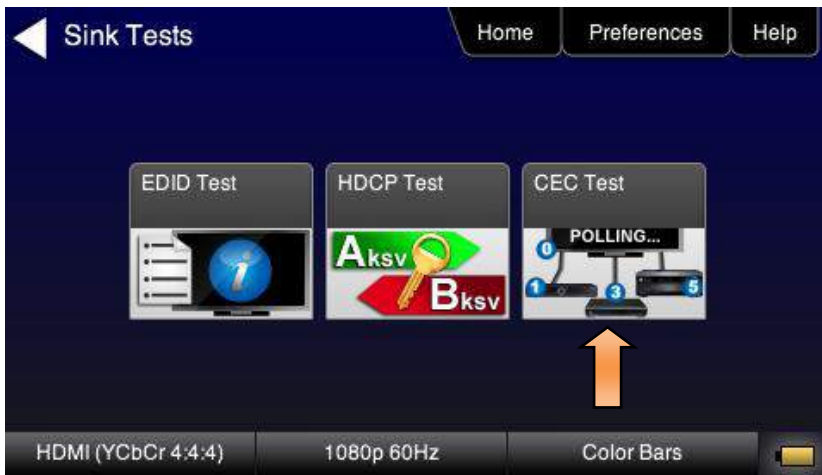 Sink Tests
Home
Preferences
Help
EDID Test
HDCP Test
CEC Test
i
Aksv
Bksv
POLLING...
0
1
3
5
HDMI (YCbCr 4:4:4)
1080p 60Hz
Color Bars